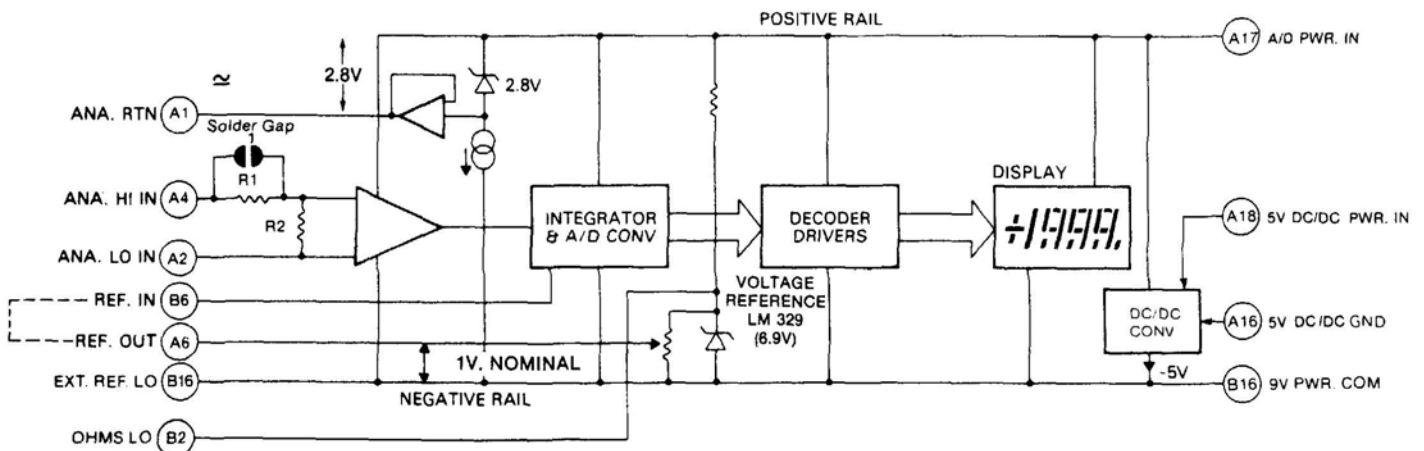 POSITIVE RAIL
A17 A/D PWR. IN
≃
2.8V
2.8V
ANA. RTN A1
Solder Gap
1
R1
ANA. HI IN A4
R2
ANA. LO IN A2
INTEGRATOR
& A/D CONV
DECODER
DRIVERS
DISPLAY
+1999.
A18 5V DC/DC PWR. IN
REF. IN B6
VOLTAGE
REFERENCE
LM 329
(6.9V)
DC/DC
CONV
A16 5V DC/DC GND
REF. OUT A6
1V. NOMINAL
-5V
EXT. REF. LO B16
NEGATIVE RAIL
B16 9V PWR. COM
OHMS LO B2